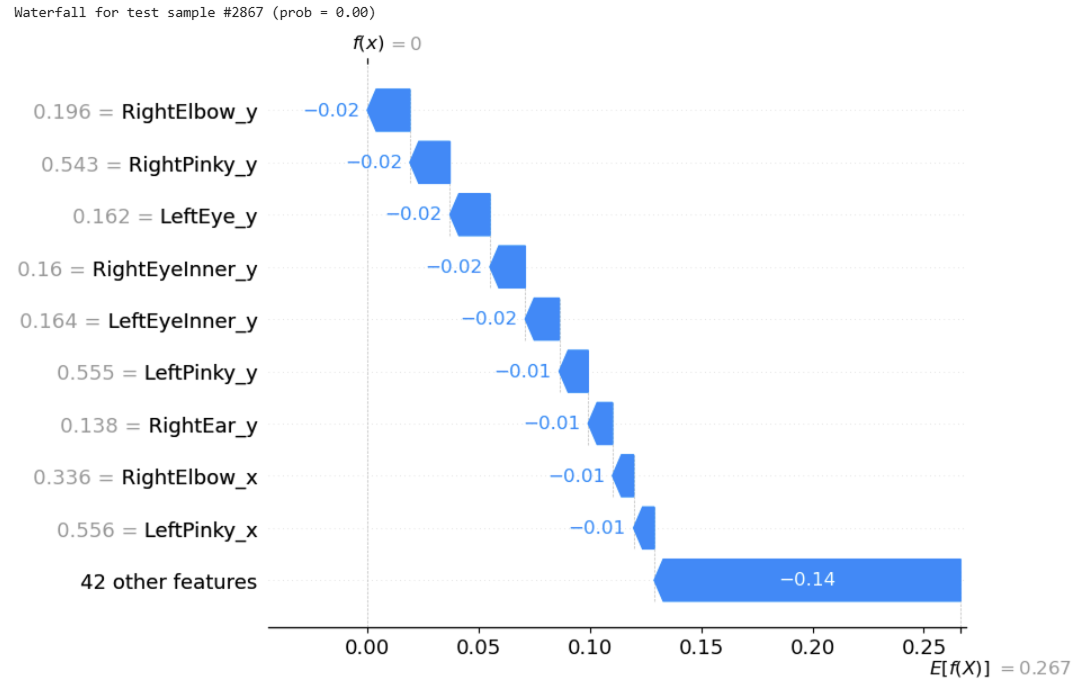 Waterfall for test sample #2867 (prob = 0.00)
f(x) = 0
0.196 = RightElbow_y −0.02
0.543 = RightPinky_y −0.02
0.162 = LeftEye_y −0.02
0.16 = RightEyeInner_y −0.02
0.164 = LeftEyeInner_y −0.02
0.555 = LeftPinky_y −0.01
0.138 = RightEar_y −0.01
0.336 = RightElbow_x −0.01
0.556 = LeftPinky_x −0.01
42 other features −0.14
0.00 0.05 0.10 0.15 0.20 0.25
E[f(X)] = 0.267